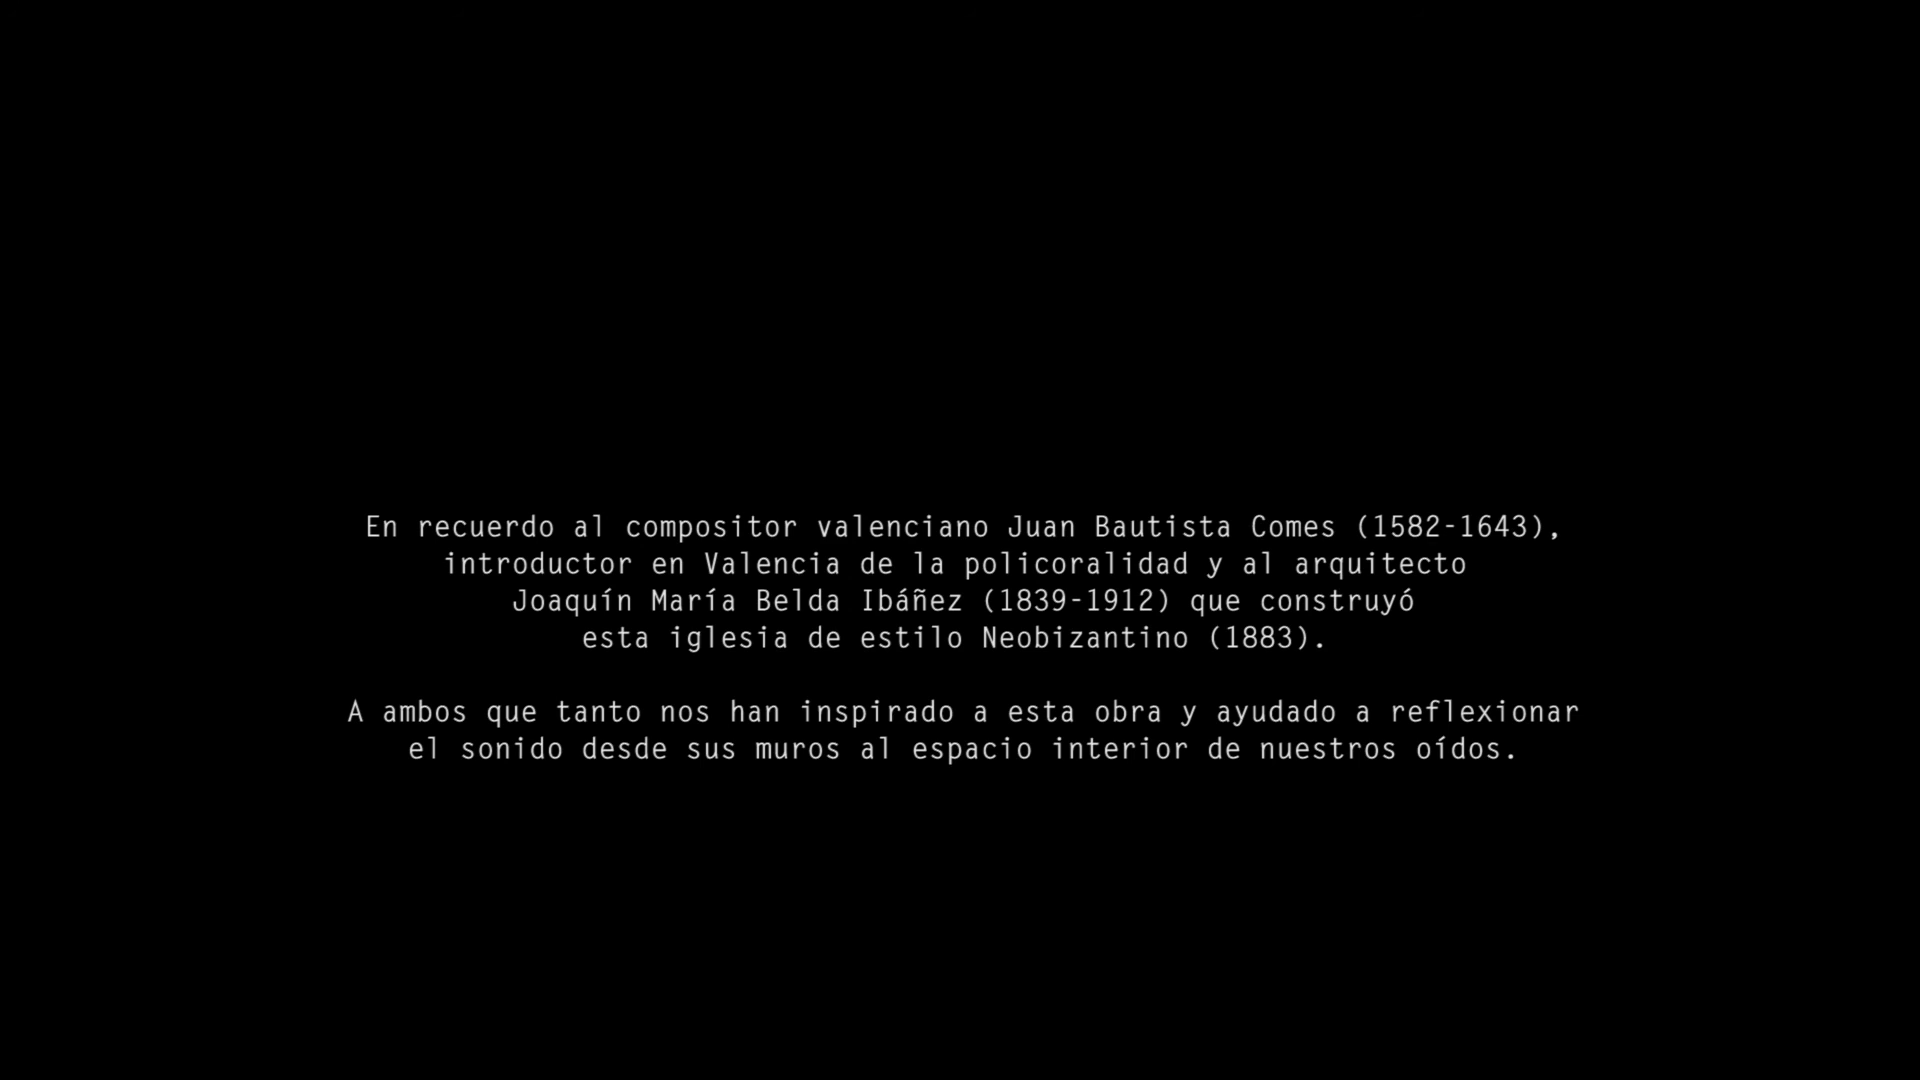 En recuerdo al compositor valenciano Juan Bautista Comes (1582-1643),
introductor en Valencia de la policoralidad y al arquitecto
Joaquín María Belda Ibáñez (1839-1912) que construyó
esta iglesia de estilo Neobizantino (1883).
A ambos que tanto nos han inspirado a esta obra y ayudado a reflexionar
el sonido desde sus muros al espacio interior de nuestros oídos.